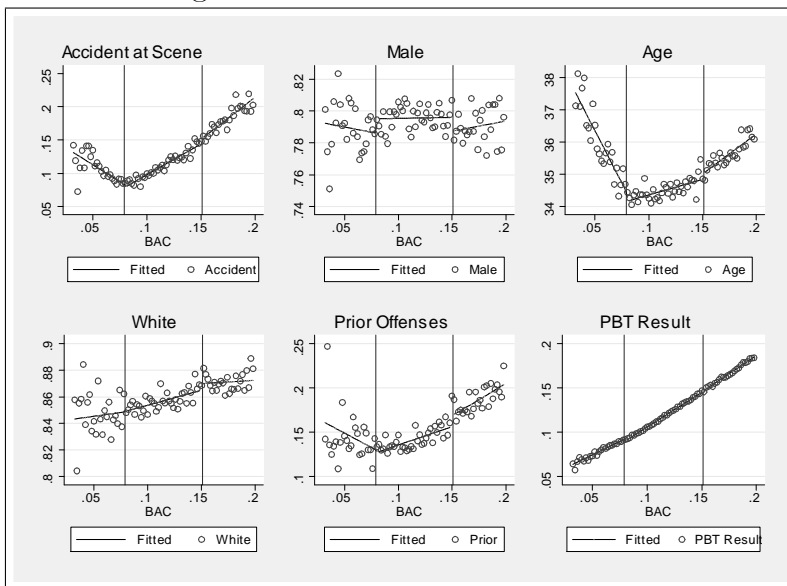 Accident at Scene
.25
.2
.15
.1
.05
.05 .1 .15 .2
BAC
Fitted Accident
Male
.82
.8
.78
.76
.74
.05 .1 .15 .2
BAC
Fitted Male
Age
38
37
36
35
34
.05 .1 .15 .2
BAC
Fitted Age
White
.9
.88
.86
.84
.82
.8
.05 .1 .15 .2
BAC
Fitted White
Prior Offenses
.25
.2
.15
.1
.05 .1 .15 .2
BAC
Fitted Prior
PBT Result
.2
.15
.1
.05
.05 .1 .15 .2
BAC
Fitted PBT Result